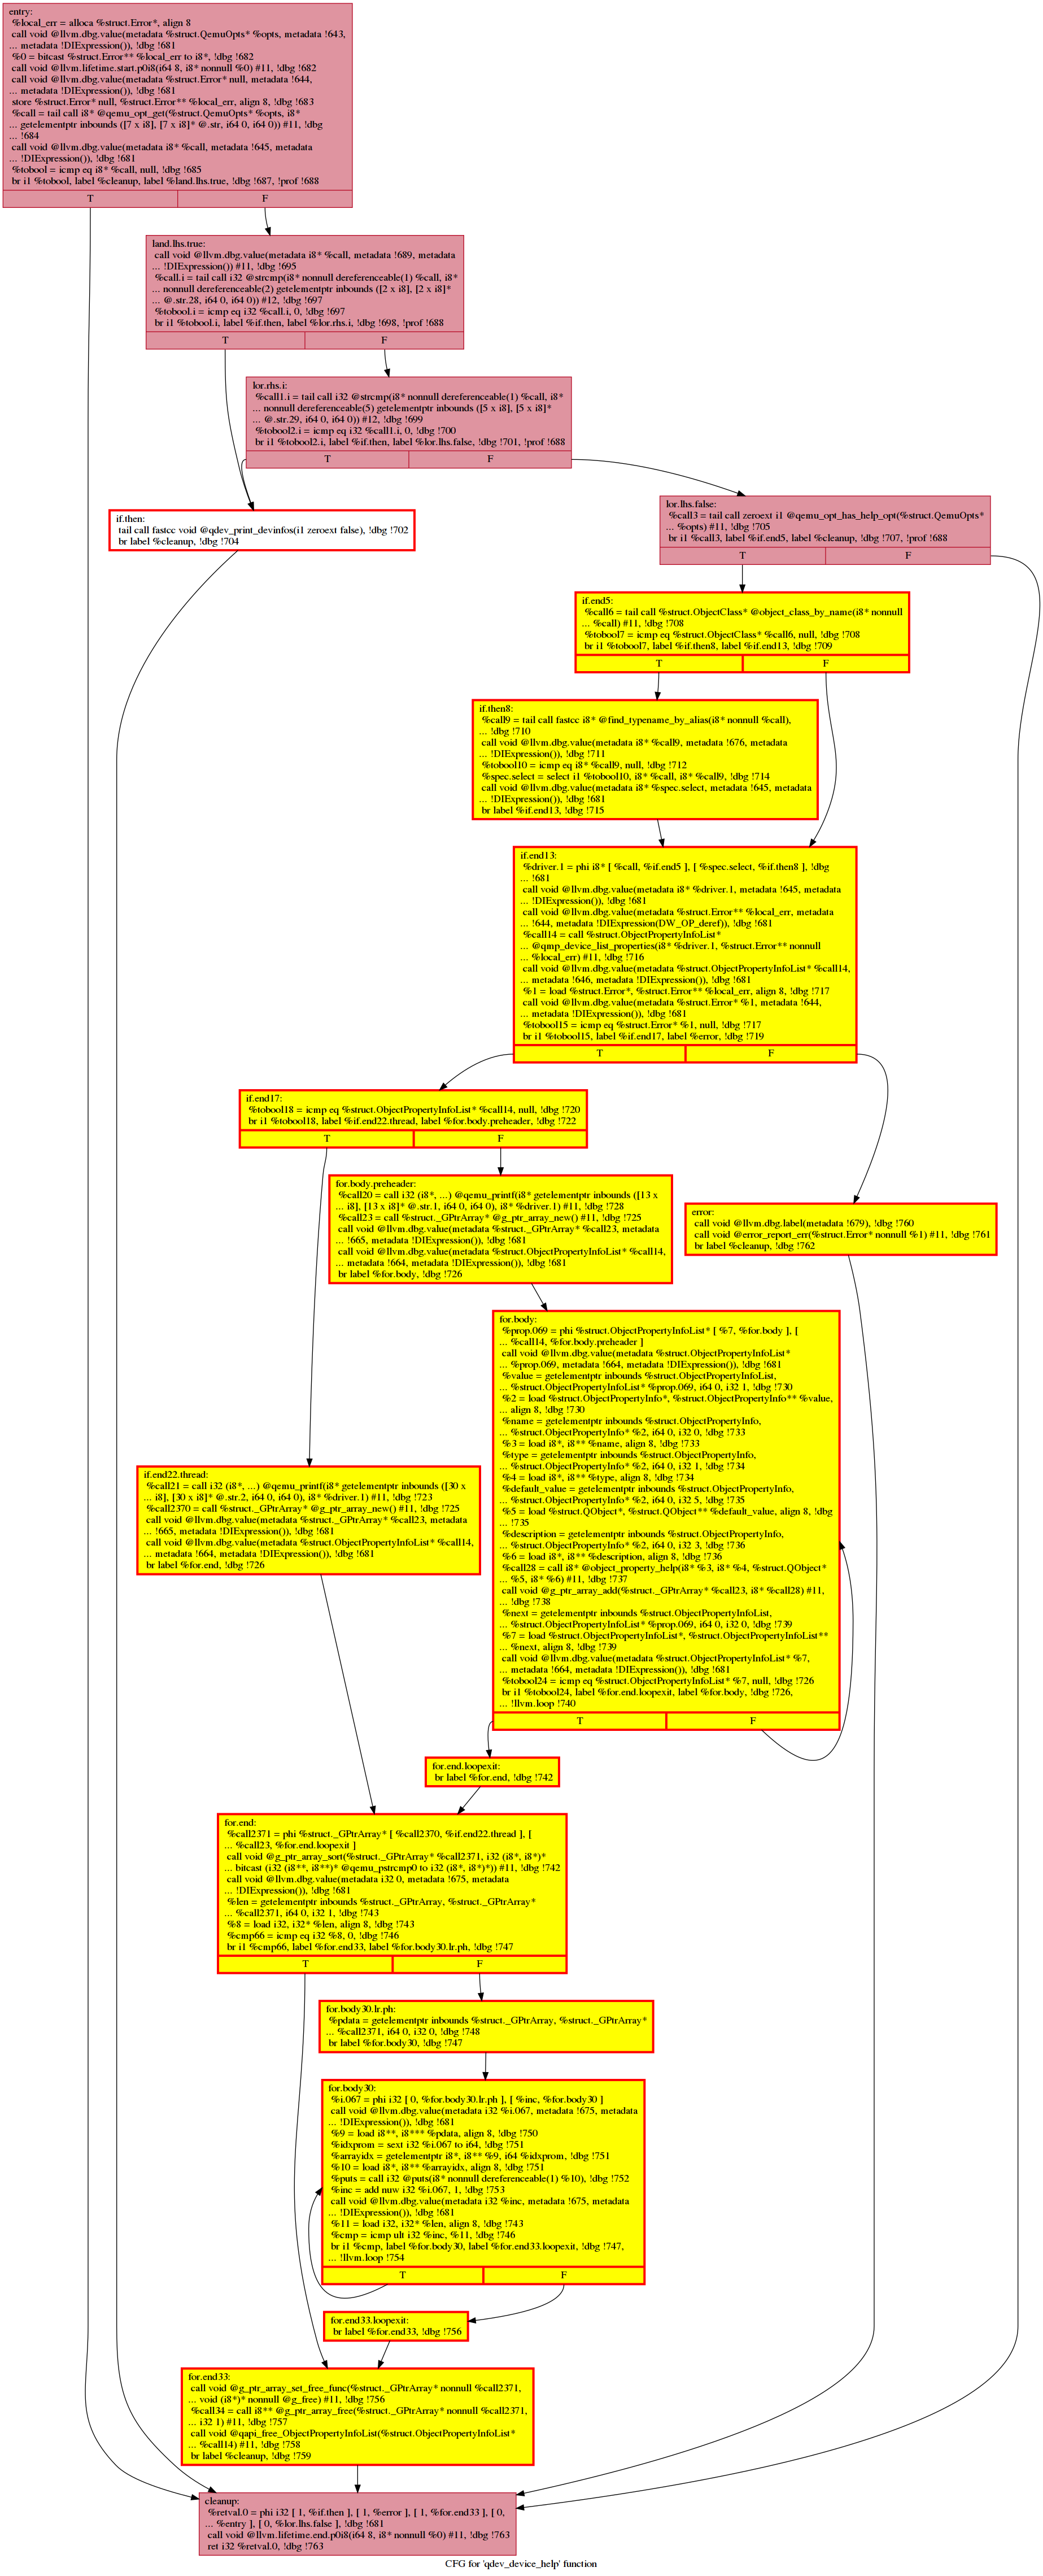 entry:
%local_err = alloca %struct.Error*, align 8
call void @llvm.dbg.value(metadata %struct.QemuOpts* %opts, metadata !643,
... metadata !DIExpression()), !dbg !681
%0 = bitcast %struct.Error** %local_err to i8*, !dbg !682
call void @llvm.lifetime.start.p0i8(i64 8, i8* nonnull %0) #11, !dbg !682
call void @llvm.dbg.value(metadata %struct.Error* null, metadata !644,
... metadata !DIExpression()), !dbg !681
store %struct.Error* null, %struct.Error** %local_err, align 8, !dbg !683
%call = tail call i8* @qemu_opt_get(%struct.QemuOpts* %opts, i8*
... getelementptr inbounds ([7 x i8], [7 x i8]* @.str, i64 0, i64 0)) #11, !dbg
... !684
call void @llvm.dbg.value(metadata i8* %call, metadata !645, metadata
... !DIExpression()), !dbg !681
%tobool = icmp eq i8* %call, null, !dbg !685
br i1 %tobool, label %cleanup, label %land.lhs.true, !dbg !687, !prof !688
T F
land.lhs.true:
call void @llvm.dbg.value(metadata i8* %call, metadata !689, metadata
... !DIExpression()) #11, !dbg !695
%call.i = tail call i32 @strcmp(i8* nonnull dereferenceable(1) %call, i8*
... nonnull dereferenceable(2) getelementptr inbounds ([2 x i8], [2 x i8]*
... @.str.28, i64 0, i64 0)) #12, !dbg !697
%tobool.i = icmp eq i32 %call.i, 0, !dbg !697
br i1 %tobool.i, label %if.then, label %lor.rhs.i, !dbg !698, !prof !688
T F
lor.rhs.i:
%call1.i = tail call i32 @strcmp(i8* nonnull dereferenceable(1) %call, i8*
... nonnull dereferenceable(5) getelementptr inbounds ([5 x i8], [5 x i8]*
... @.str.29, i64 0, i64 0)) #12, !dbg !699
%tobool2.i = icmp eq i32 %call1.i, 0, !dbg !700
br i1 %tobool2.i, label %if.then, label %lor.lhs.false, !dbg !701, !prof !688
T F
if.then:
tail call fastcc void @qdev_print_devinfos(i1 zeroext false), !dbg !702
br label %cleanup, !dbg !704
lor.lhs.false:
%call3 = tail call zeroext i1 @qemu_opt_has_help_opt(%struct.QemuOpts*
... %opts) #11, !dbg !705
br i1 %call3, label %if.end5, label %cleanup, !dbg !707, !prof !688
T F
if.end5:
%call6 = tail call %struct.ObjectClass* @object_class_by_name(i8* nonnull
... %call) #11, !dbg !708
%tobool7 = icmp eq %struct.ObjectClass* %call6, null, !dbg !708
br i1 %tobool7, label %if.then8, label %if.end13, !dbg !709
T F
if.then8:
%call9 = tail call fastcc i8* @find_typename_by_alias(i8* nonnull %call),
... !dbg !710
call void @llvm.dbg.value(metadata i8* %call9, metadata !676, metadata
... !DIExpression()), !dbg !711
%tobool10 = icmp eq i8* %call9, null, !dbg !712
%spec.select = select i1 %tobool10, i8* %call, i8* %call9, !dbg !714
call void @llvm.dbg.value(metadata i8* %spec.select, metadata !645, metadata
... !DIExpression()), !dbg !681
br label %if.end13, !dbg !715
if.end13:
%driver.1 = phi i8* [ %call, %if.end5 ], [ %spec.select, %if.then8 ], !dbg
... !681
call void @llvm.dbg.value(metadata i8* %driver.1, metadata !645, metadata
... !DIExpression()), !dbg !681
call void @llvm.dbg.value(metadata %struct.Error** %local_err, metadata
... !644, metadata !DIExpression(DW_OP_deref)), !dbg !681
%call14 = call %struct.ObjectPropertyInfoList*
... @qmp_device_list_properties(i8* %driver.1, %struct.Error** nonnull
... %local_err) #11, !dbg !716
call void @llvm.dbg.value(metadata %struct.ObjectPropertyInfoList* %call14,
... metadata !646, metadata !DIExpression()), !dbg !681
%1 = load %struct.Error*, %struct.Error** %local_err, align 8, !dbg !717
call void @llvm.dbg.value(metadata %struct.Error* %1, metadata !644,
... metadata !DIExpression()), !dbg !681
%tobool15 = icmp eq %struct.Error* %1, null, !dbg !717
br i1 %tobool15, label %if.end17, label %error, !dbg !719
T F
if.end17:
%tobool18 = icmp eq %struct.ObjectPropertyInfoList* %call14, null, !dbg !720
br i1 %tobool18, label %if.end22.thread, label %for.body.preheader, !dbg !722
T F
for.body.preheader:
%call20 = call i32 (i8*, ...) @qemu_printf(i8* getelementptr inbounds ([13 x
... i8], [13 x i8]* @.str.1, i64 0, i64 0), i8* %driver.1) #11, !dbg !728
%call23 = call %struct._GPtrArray* @g_ptr_array_new() #11, !dbg !725
call void @llvm.dbg.value(metadata %struct._GPtrArray* %call23, metadata
... !665, metadata !DIExpression()), !dbg !681
call void @llvm.dbg.value(metadata %struct.ObjectPropertyInfoList* %call14,
... metadata !664, metadata !DIExpression()), !dbg !681
br label %for.body, !dbg !726
error:
call void @llvm.dbg.label(metadata !679), !dbg !760
call void @error_report_err(%struct.Error* nonnull %1) #11, !dbg !761
br label %cleanup, !dbg !762
for.body:
%prop.069 = phi %struct.ObjectPropertyInfoList* [ %7, %for.body ], [
... %call14, %for.body.preheader ]
call void @llvm.dbg.value(metadata %struct.ObjectPropertyInfoList*
... %prop.069, metadata !664, metadata !DIExpression()), !dbg !681
%value = getelementptr inbounds %struct.ObjectPropertyInfoList,
... %struct.ObjectPropertyInfoList* %prop.069, i64 0, i32 1, !dbg !730
%2 = load %struct.ObjectPropertyInfo*, %struct.ObjectPropertyInfo** %value,
... align 8, !dbg !730
%name = getelementptr inbounds %struct.ObjectPropertyInfo,
... %struct.ObjectPropertyInfo* %2, i64 0, i32 0, !dbg !733
%3 = load i8*, i8** %name, align 8, !dbg !733
%type = getelementptr inbounds %struct.ObjectPropertyInfo,
... %struct.ObjectPropertyInfo* %2, i64 0, i32 1, !dbg !734
%4 = load i8*, i8** %type, align 8, !dbg !734
%default_value = getelementptr inbounds %struct.ObjectPropertyInfo,
... %struct.ObjectPropertyInfo* %2, i64 0, i32 5, !dbg !735
%5 = load %struct.QObject*, %struct.QObject** %default_value, align 8, !dbg
... !735
%description = getelementptr inbounds %struct.ObjectPropertyInfo,
... %struct.ObjectPropertyInfo* %2, i64 0, i32 3, !dbg !736
%6 = load i8*, i8** %description, align 8, !dbg !736
%call28 = call i8* @object_property_help(i8* %3, i8* %4, %struct.QObject*
... %5, i8* %6) #11, !dbg !737
call void @g_ptr_array_add(%struct._GPtrArray* %call23, i8* %call28) #11,
... !dbg !738
%next = getelementptr inbounds %struct.ObjectPropertyInfoList,
... %struct.ObjectPropertyInfoList* %prop.069, i64 0, i32 0, !dbg !739
%7 = load %struct.ObjectPropertyInfoList*, %struct.ObjectPropertyInfoList**
... %next, align 8, !dbg !739
call void @llvm.dbg.value(metadata %struct.ObjectPropertyInfoList* %7,
... metadata !664, metadata !DIExpression()), !dbg !681
%tobool24 = icmp eq %struct.ObjectPropertyInfoList* %7, null, !dbg !726
br i1 %tobool24, label %for.end.loopexit, label %for.body, !dbg !726,
... !llvm.loop !740
T F
if.end22.thread:
%call21 = call i32 (i8*, ...) @qemu_printf(i8* getelementptr inbounds ([30 x
... i8], [30 x i8]* @.str.2, i64 0, i64 0), i8* %driver.1) #11, !dbg !723
%call2370 = call %struct._GPtrArray* @g_ptr_array_new() #11, !dbg !725
call void @llvm.dbg.value(metadata %struct._GPtrArray* %call23, metadata
... !665, metadata !DIExpression()), !dbg !681
call void @llvm.dbg.value(metadata %struct.ObjectPropertyInfoList* %call14,
... metadata !664, metadata !DIExpression()), !dbg !681
br label %for.end, !dbg !726
for.end.loopexit:
br label %for.end, !dbg !742
for.end:
%call2371 = phi %struct._GPtrArray* [ %call2370, %if.end22.thread ], [
... %call23, %for.end.loopexit ]
call void @g_ptr_array_sort(%struct._GPtrArray* %call2371, i32 (i8*, i8*)*
... bitcast (i32 (i8**, i8**)* @qemu_pstrcmp0 to i32 (i8*, i8*)*)) #11, !dbg !742
call void @llvm.dbg.value(metadata i32 0, metadata !675, metadata
... !DIExpression()), !dbg !681
%len = getelementptr inbounds %struct._GPtrArray, %struct._GPtrArray*
... %call2371, i64 0, i32 1, !dbg !743
%8 = load i32, i32* %len, align 8, !dbg !743
%cmp66 = icmp eq i32 %8, 0, !dbg !746
br i1 %cmp66, label %for.end33, label %for.body30.lr.ph, !dbg !747
T F
for.body30.lr.ph:
%pdata = getelementptr inbounds %struct._GPtrArray, %struct._GPtrArray*
... %call2371, i64 0, i32 0, !dbg !748
br label %for.body30, !dbg !747
for.body30:
%i.067 = phi i32 [ 0, %for.body30.lr.ph ], [ %inc, %for.body30 ]
call void @llvm.dbg.value(metadata i32 %i.067, metadata !675, metadata
... !DIExpression()), !dbg !681
%9 = load i8**, i8*** %pdata, align 8, !dbg !750
%idxprom = sext i32 %i.067 to i64, !dbg !751
%arrayidx = getelementptr i8*, i8** %9, i64 %idxprom, !dbg !751
%10 = load i8*, i8** %arrayidx, align 8, !dbg !751
%puts = call i32 @puts(i8* nonnull dereferenceable(1) %10), !dbg !752
%inc = add nuw i32 %i.067, 1, !dbg !753
call void @llvm.dbg.value(metadata i32 %inc, metadata !675, metadata
... !DIExpression()), !dbg !681
%11 = load i32, i32* %len, align 8, !dbg !743
%cmp = icmp ult i32 %inc, %11, !dbg !746
br i1 %cmp, label %for.body30, label %for.end33.loopexit, !dbg !747,
... !llvm.loop !754
T F
for.end33.loopexit:
br label %for.end33, !dbg !756
for.end33:
call void @g_ptr_array_set_free_func(%struct._GPtrArray* nonnull %call2371,
... void (i8*)* nonnull @g_free) #11, !dbg !756
%call34 = call i8** @g_ptr_array_free(%struct._GPtrArray* nonnull %call2371,
... i32 1) #11, !dbg !757
call void @qapi_free_ObjectPropertyInfoList(%struct.ObjectPropertyInfoList*
... %call14) #11, !dbg !758
br label %cleanup, !dbg !759
cleanup:
%retval.0 = phi i32 [ 1, %if.then ], [ 1, %error ], [ 1, %for.end33 ], [ 0,
... %entry ], [ 0, %lor.lhs.false ], !dbg !681
call void @llvm.lifetime.end.p0i8(i64 8, i8* nonnull %0) #11, !dbg !763
ret i32 %retval.0, !dbg !763
CFG for 'qdev_device_help' function